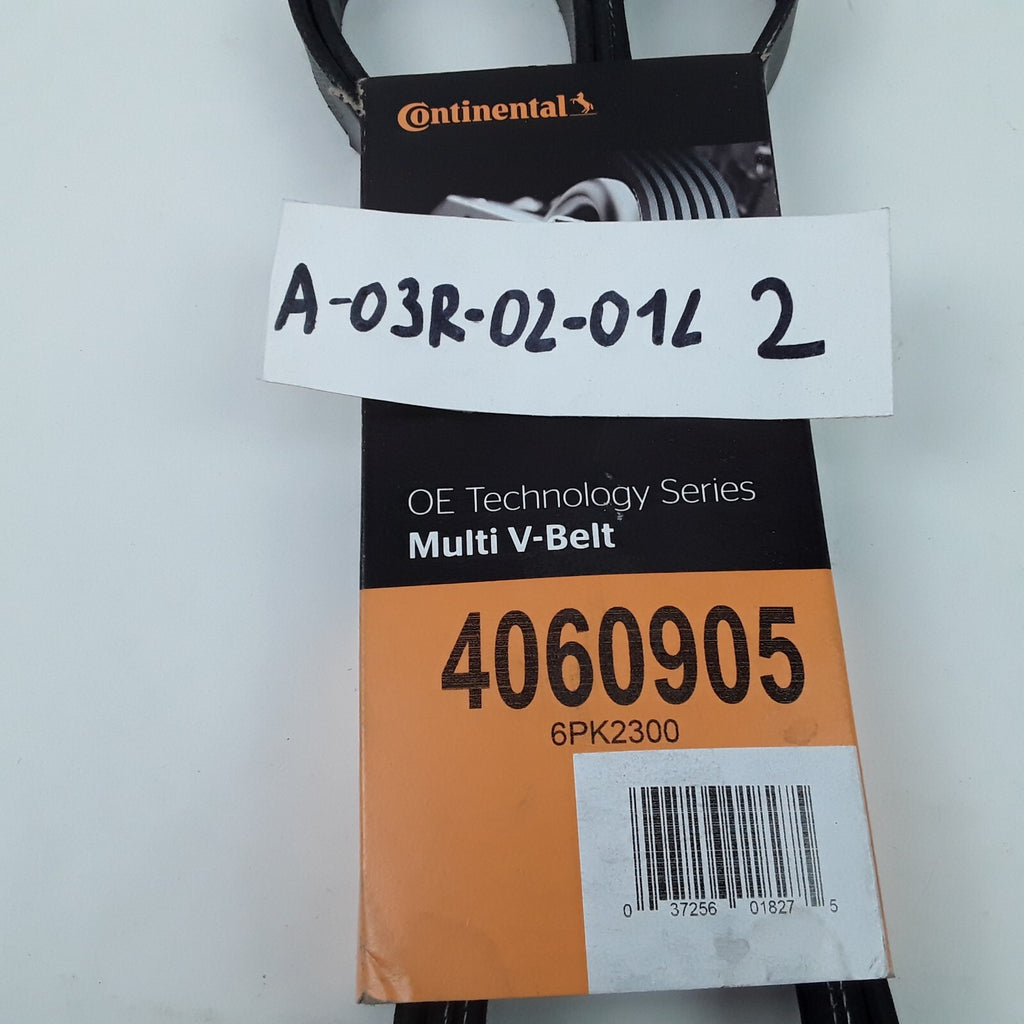 Continental
A-03R-02-01L 2
OE Technology Series
Multi V-Belt
4060905
6PK2300
0 37256 01827 5